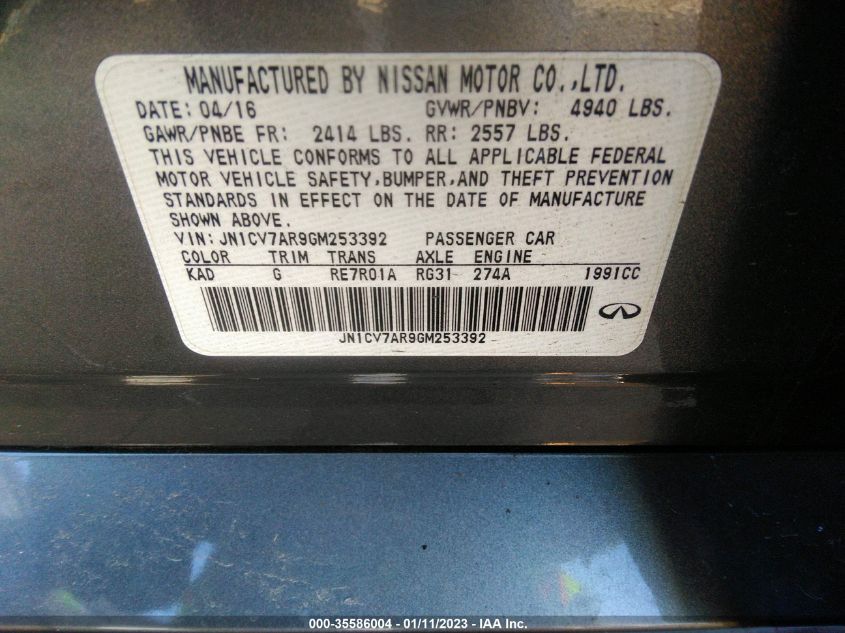 MANUFACTURED BY NISSAN MOTOR CO.,LTD.
DATE: 04/16 GVWR/PNBV: 4940 LBS.
GAWR/PNBE FR: 2414 LBS. RR: 2557 LBS.
THIS VEHICLE CONFORMS TO ALL APPLICABLE FEDERAL
MOTOR VEHICLE SAFETY,BUMPER,AND THEFT PREVENTION
STANDARDS IN EFFECT ON THE DATE OF MANUFACTURE
SHOWN ABOVE.
VIN: JN1CV7AR9GM253392 PASSENGER CAR
COLOR TRIM TRANS AXLE ENGINE
KAD G RE7R01A RG31 274A 1991CC
JN1CV7AR9GM253392
000-35586004 - 01/11/2023 - IAA Inc.